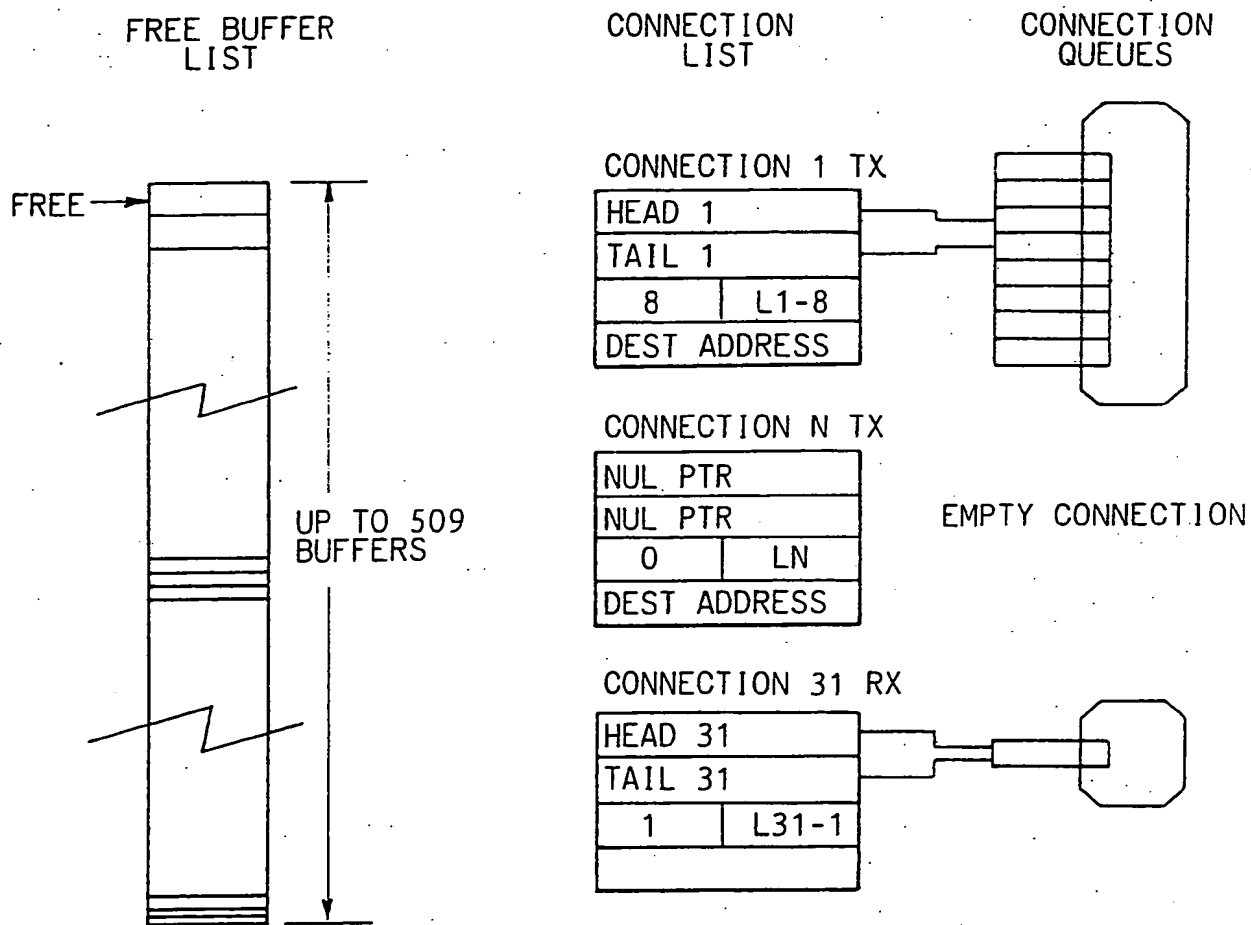 FREE BUFFER
LIST
FREE
UP TO 509
BUFFERS
CONNECTION
LIST
CONNECTION 1 TX
HEAD 1
TAIL 1
8 L1-8
DEST ADDRESS
CONNECTION N TX
NUL PTR
NUL PTR
0 LN
DEST ADDRESS
CONNECTION 31 RX
HEAD 31
TAIL 31
1 L31-1
CONNECTION
QUEUES
EMPTY CONNECTION